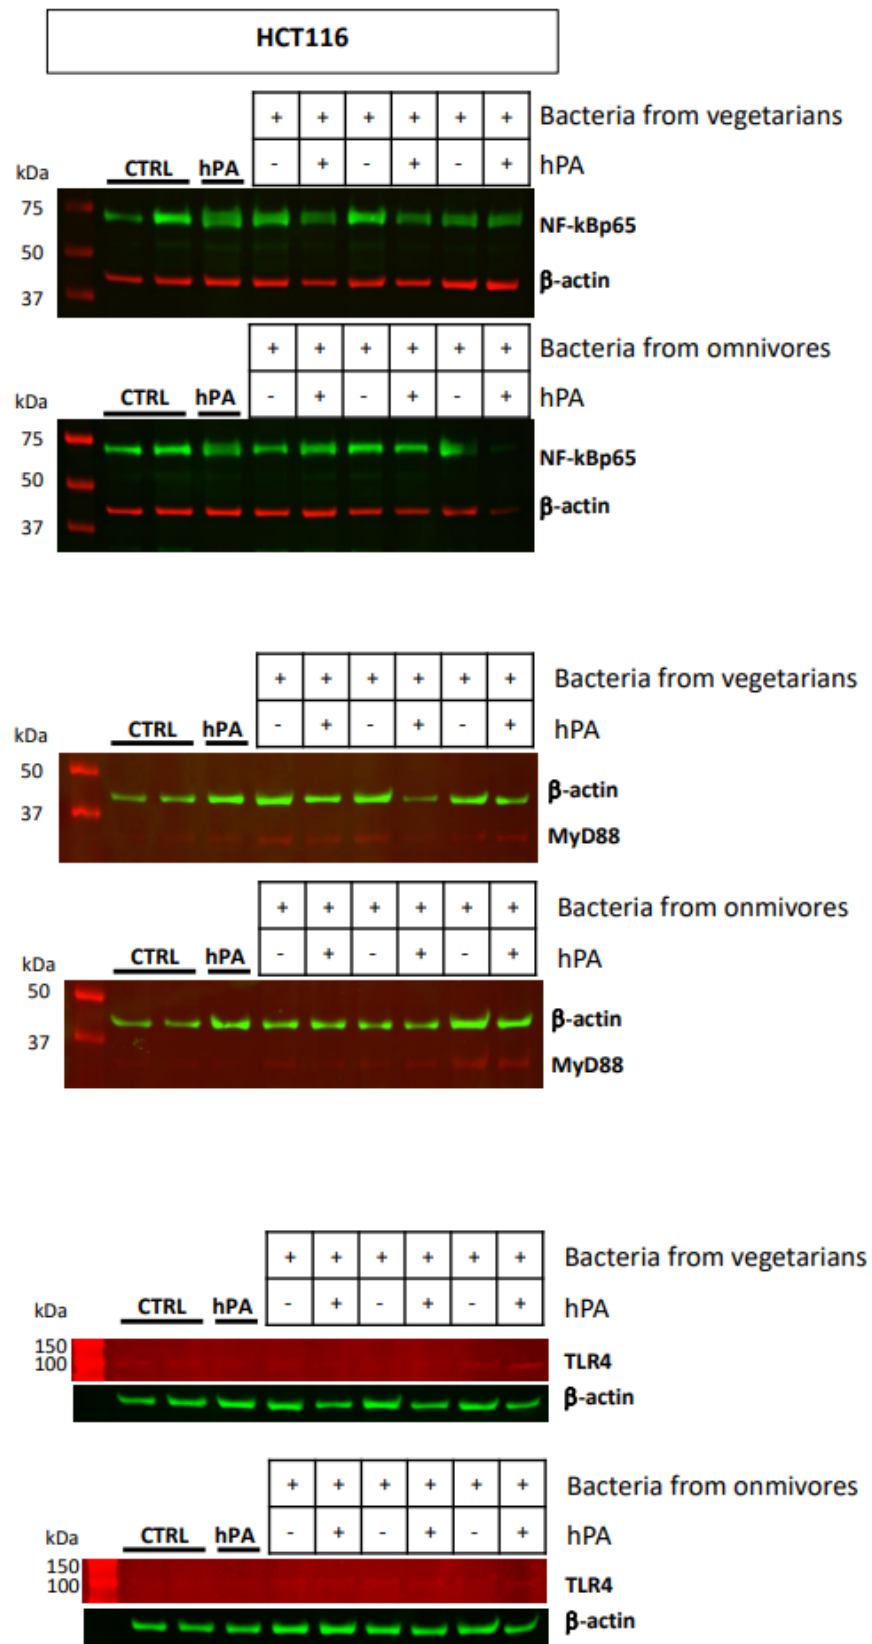 HCT116
+ + + + + + Bacteria from vegetarians
kDa CTRL hPA - + - + - + hPA
75 NF-kBp65
50
β-actin
37
+ + + + + + Bacteria from omnivores
kDa CTRL hPA - + - + - + hPA
75
NF-kBp65
50
β-actin
37
+ + + + + + Bacteria from vegetarians
kDa CTRL hPA - + - + - + hPA
50
β-actin
37
MyD88
+ + + + + + Bacteria from onmivores
kDa CTRL hPA - + - + - + hPA
50
β-actin
37
MyD88
+ + + + + + Bacteria from vegetarians
kDa CTRL hPA - + - + - + hPA
150
100 TLR4
β-actin
+ + + + + + Bacteria from onmivores
kDa CTRL hPA - + - + - + hPA
150
100 TLR4
β-actin